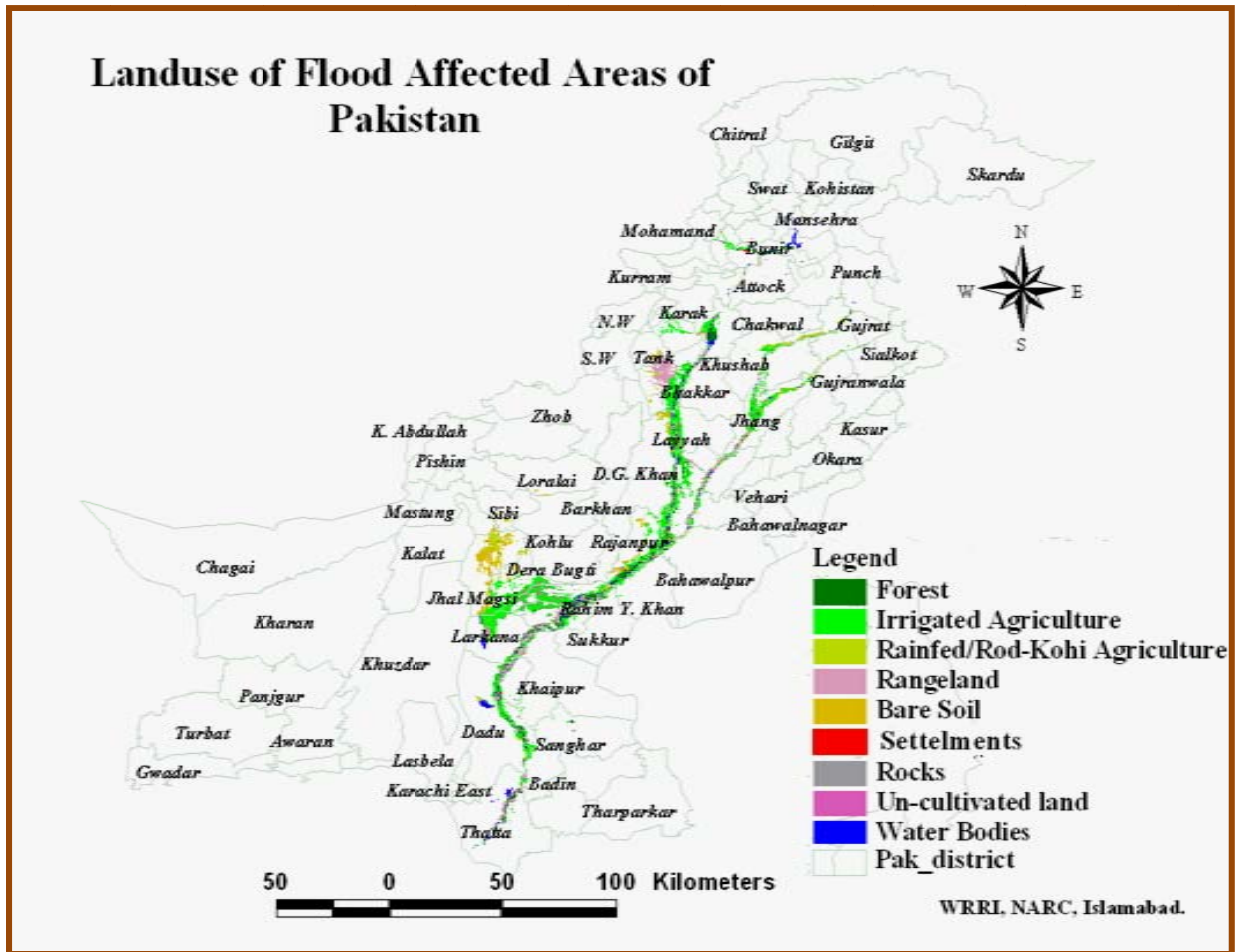 Landuse of Flood Affected Areas of
Pakistan
Chitral
Gilgit
Skardu
Swat
Kohistan
Mansehra
Mohamand
Bunir
N
Kurram
Attock
Punch
W
E
N.W
Karak
Chakwal
Gujrat
S
S.W
Tank
Khushab
Sialkot
Bhakkar
Gujranwala
Zhob
Jhang
K. Abdullah
Layyah
Kasur
Pishin
Okara
Loralai
D.G. Khan
Vehari
Mastung
Sibi
Barkhan
Bahawalnagar
Kalat
Kohlu
Rajanpur
Chagai
Dera Bugti
Bahawalpur
Jhal Magsi
Rahim Y. Khan
Kharan
Larkana
Sukkur
Khuzdar
Khaipur
Panjgur
Turbat
Awaran
Dadu
Sanghar
Gwadar
Lasbela
Karachi East
Badin
Tharparkar
Thatta
Legend
Forest
Irrigated Agriculture
Rainfed/Rod-Kohi Agriculture
Rangeland
Bare Soil
Settelments
Rocks
Un-cultivated land
Water Bodies
Pak_district
50 0 50 100 Kilometers
WRRI, NARC, Islamabad.